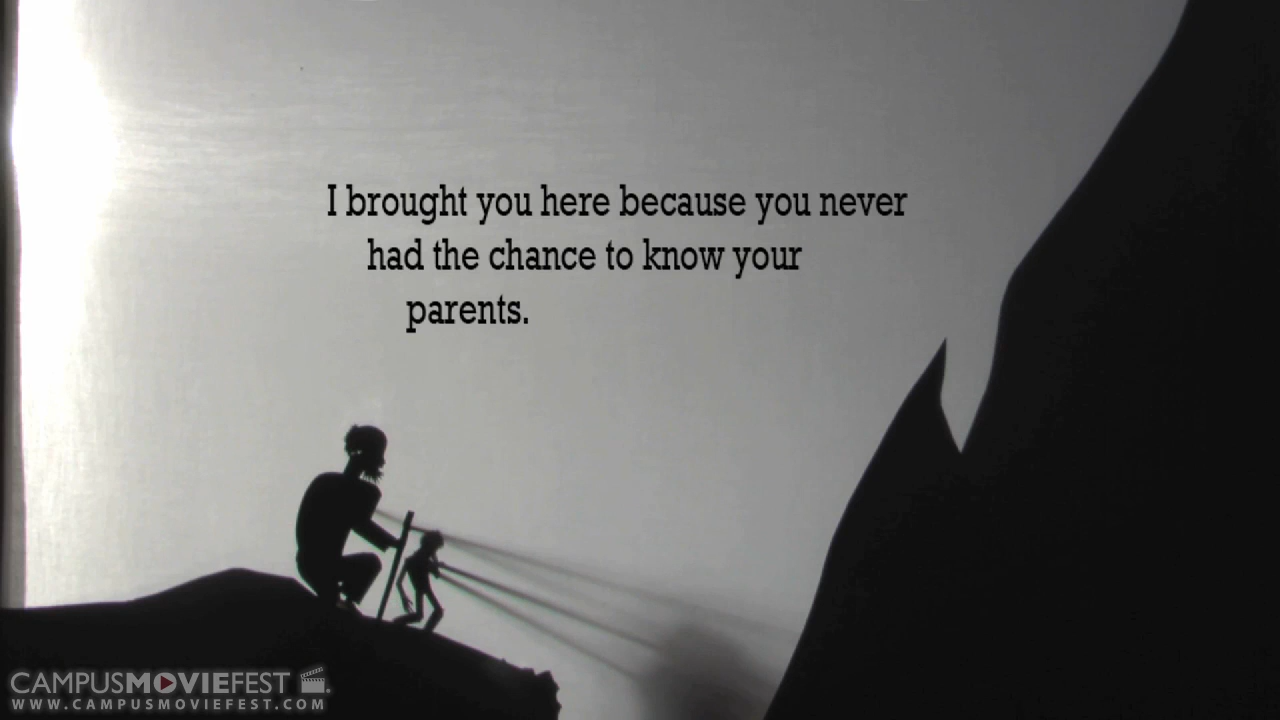 I brought you here because you never
had the chance to know your
parents.
CAMPUSMOVIEFEST
WWW.CAMPUSMOVIEFEST.COM